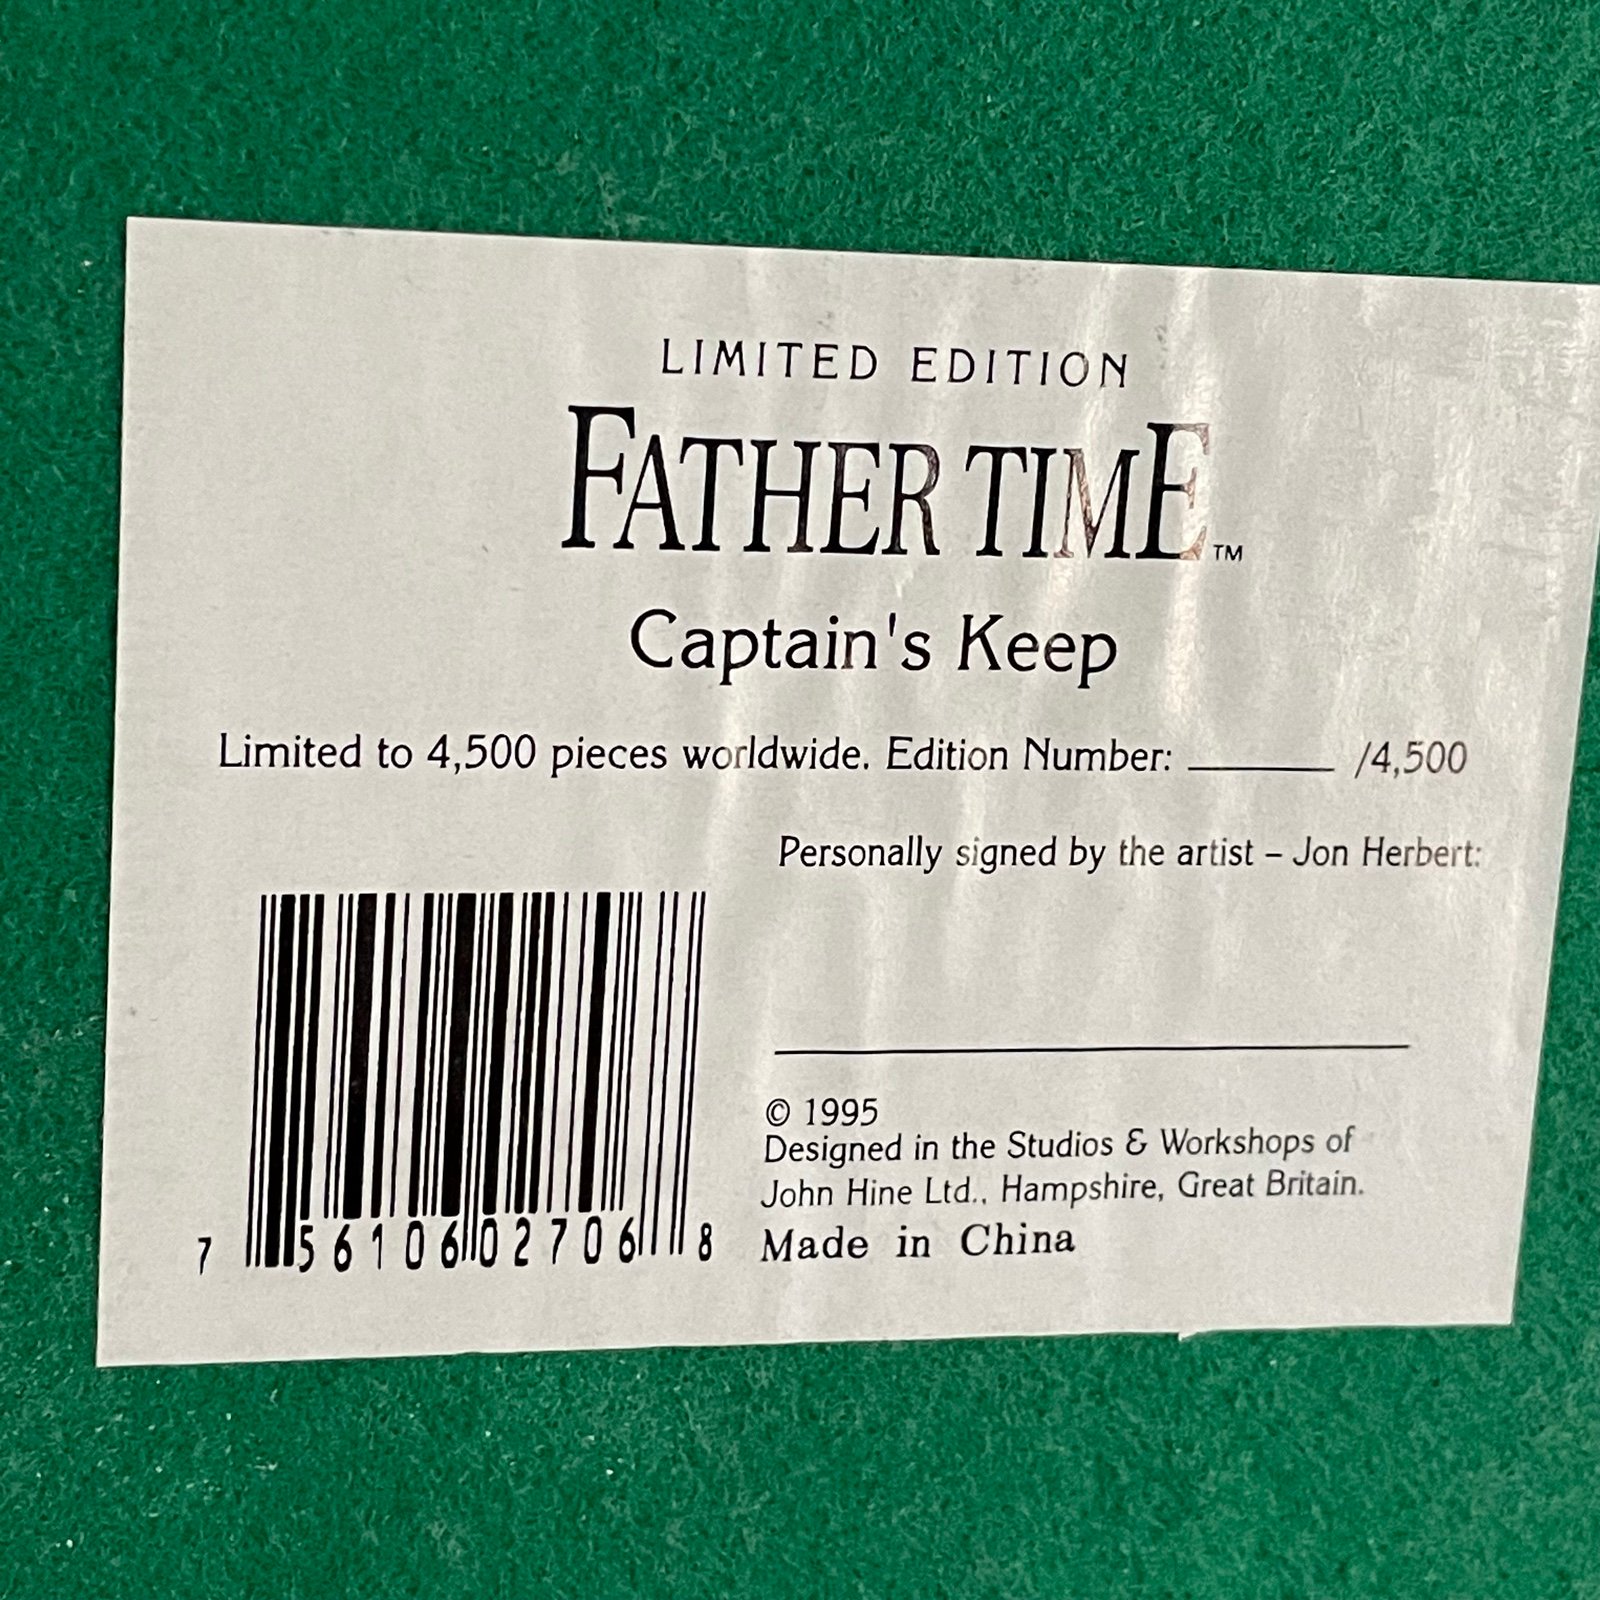 LIMITED EDITION
FATHER TIME™
Captain's Keep
Limited to 4,500 pieces worldwide. Edition Number: ______ /4,500
Personally signed by the artist – Jon Herbert:
© 1995
Designed in the Studios & Workshops of
John Hine Ltd., Hampshire, Great Britain.
Made in China
7 56106 02706 8